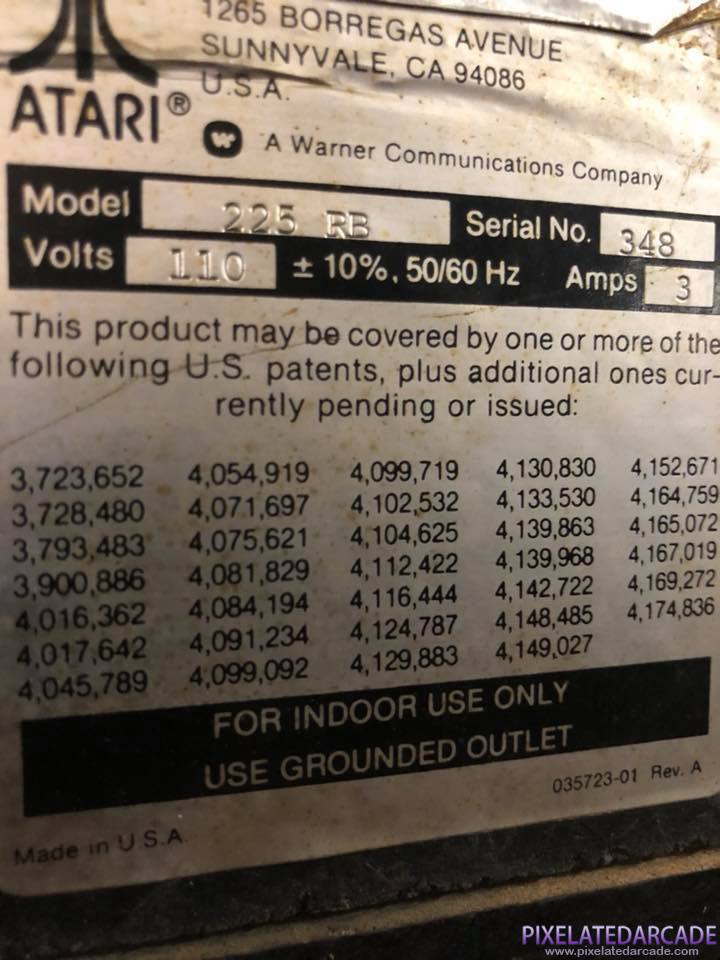 1265 BORREGAS AVENUE
SUNNYVALE, CA 94086
U.S.A.
ATARI®
A Warner Communications Company
Model 225 RB Serial No. 348
Volts 110 ± 10%, 50/60 Hz Amps 3
This product may be covered by one or more of the
following U.S. patents, plus additional ones cur-
rently pending or issued:
3,723,652 4,054,919 4,099,719 4,130,830 4,152,671
3,728,480 4,071,697 4,102,532 4,133,530 4,164,759
3,793,483 4,075,621 4,104,625 4,139,863 4,165,072
3,900,886 4,081,829 4,112,422 4,139,968 4,167,019
4,016,362 4,084,194 4,116,444 4,142,722 4,169,272
4,017,642 4,091,234 4,124,787 4,148,485 4,174,836
4,045,789 4,099,092 4,129,883 4,149,027
FOR INDOOR USE ONLY
USE GROUNDED OUTLET
035723-01 Rev. A
Made in U.S.A.
PIXELATEDARCADE
www.pixelatedarcade.com